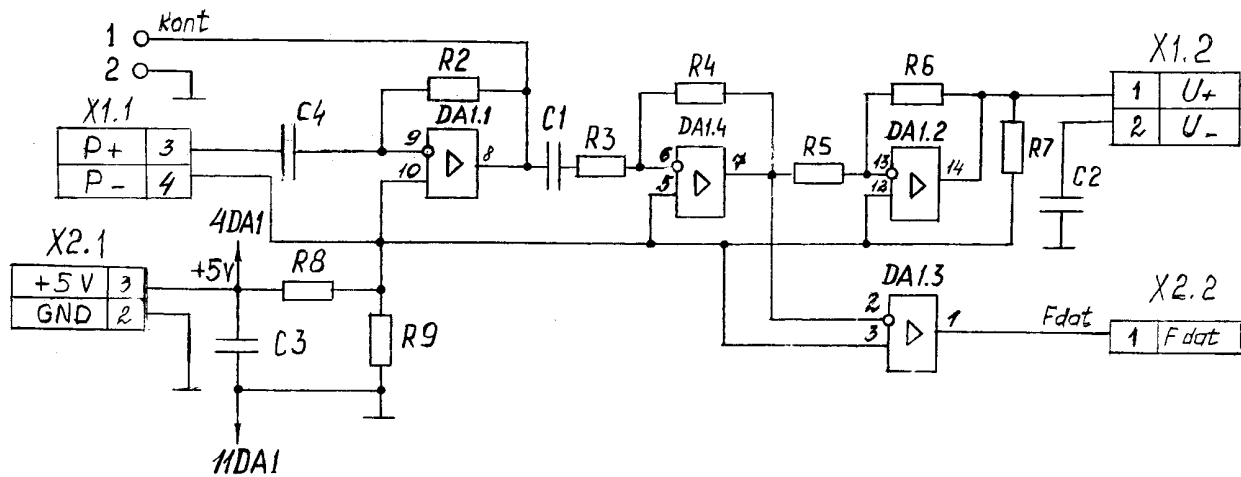 1 Kont
2
X1.1
P+ 3
P- 4
C4
R2
DA1.1
9
10
8
C1
R3
R4
DA1.4
6
5
7
R5
R6
DA1.2
13
12
14
R7
C2
X1.2
1 U+
2 U-
X2.1
+5V 3
GND 2
4DA1
+5V
R8
C3
R9
11DA1
DA1.3
2
3
1
Fdat
X2.2
1 Fdat